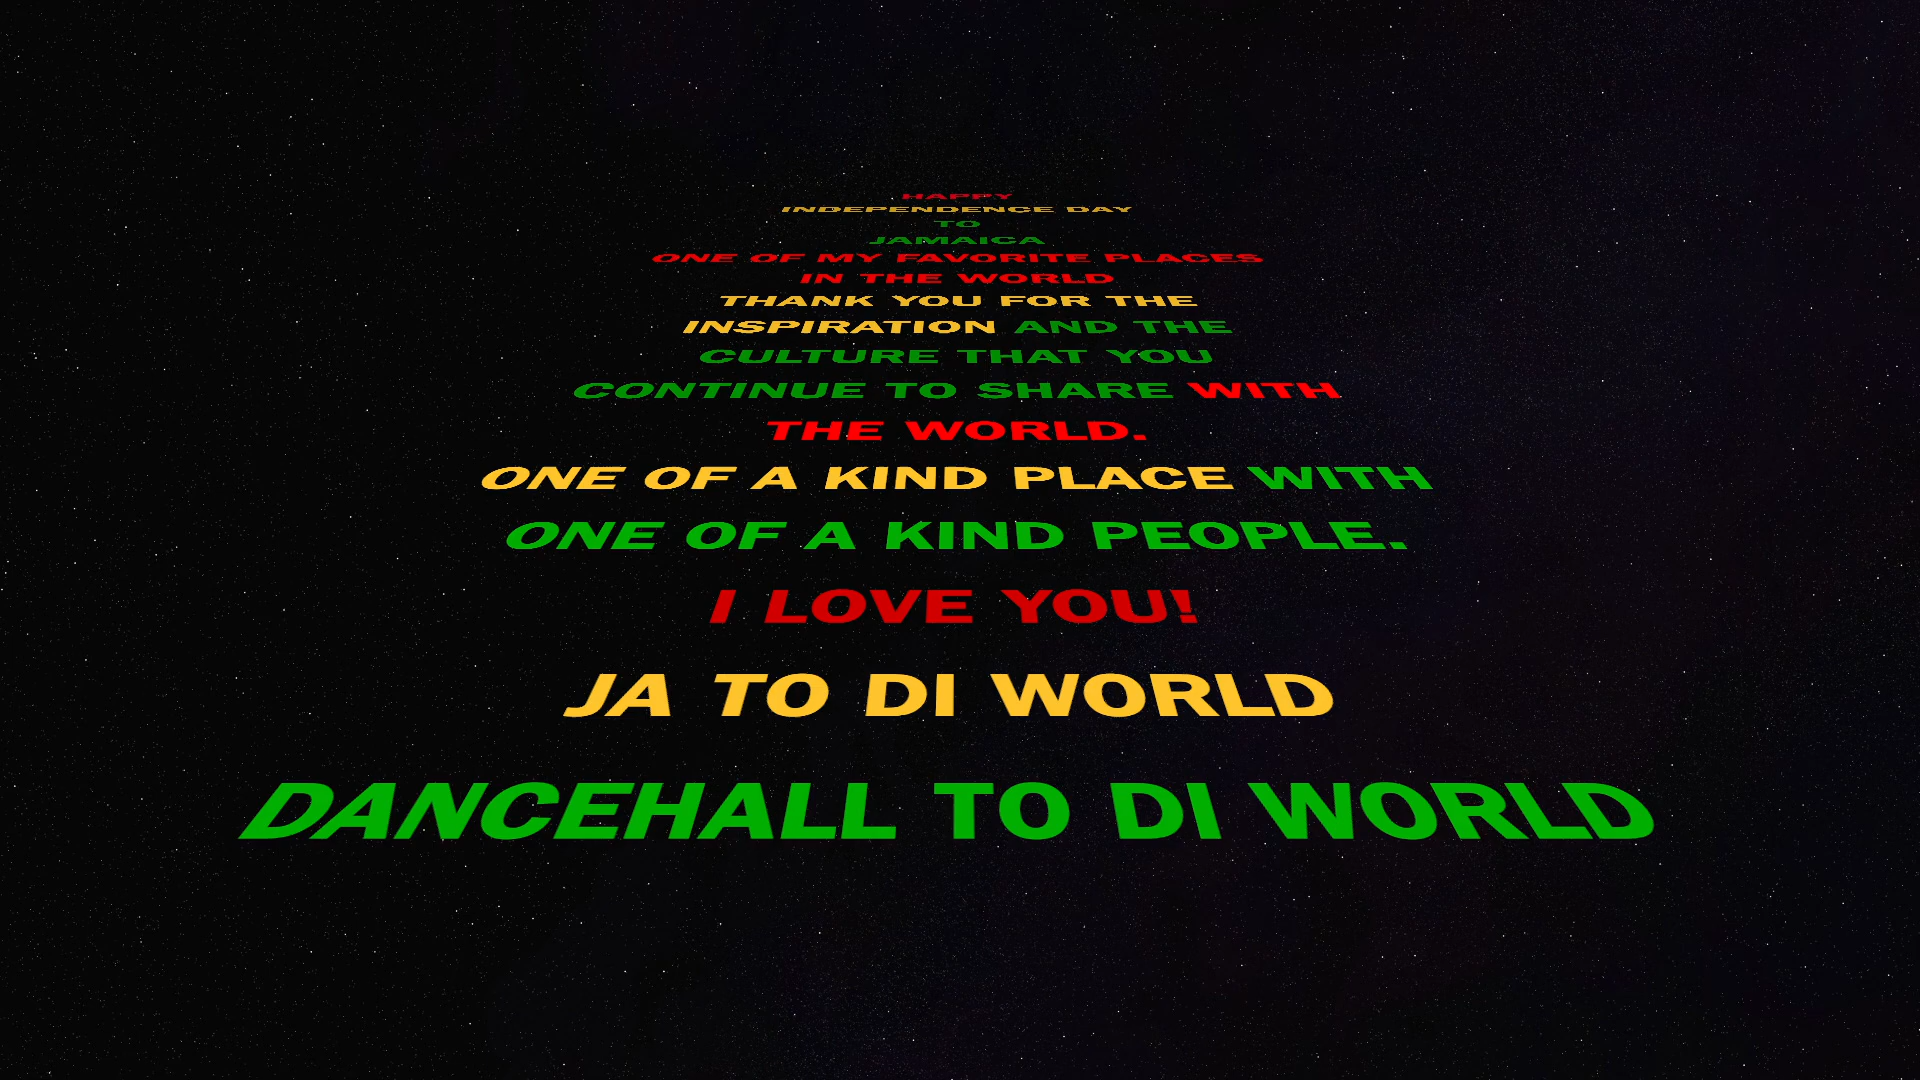 HAPPY
INDEPENDENCE DAY
TO
JAMAICA
ONE OF MY FAVORITE PLACES
IN THE WORLD
THANK YOU FOR THE
INSPIRATION AND THE
CULTURE THAT YOU
CONTINUE TO SHARE WITH
THE WORLD.
ONE OF A KIND PLACE WITH
ONE OF A KIND PEOPLE.
I LOVE YOU!
JA TO DI WORLD
DANCEHALL TO DI WORLD